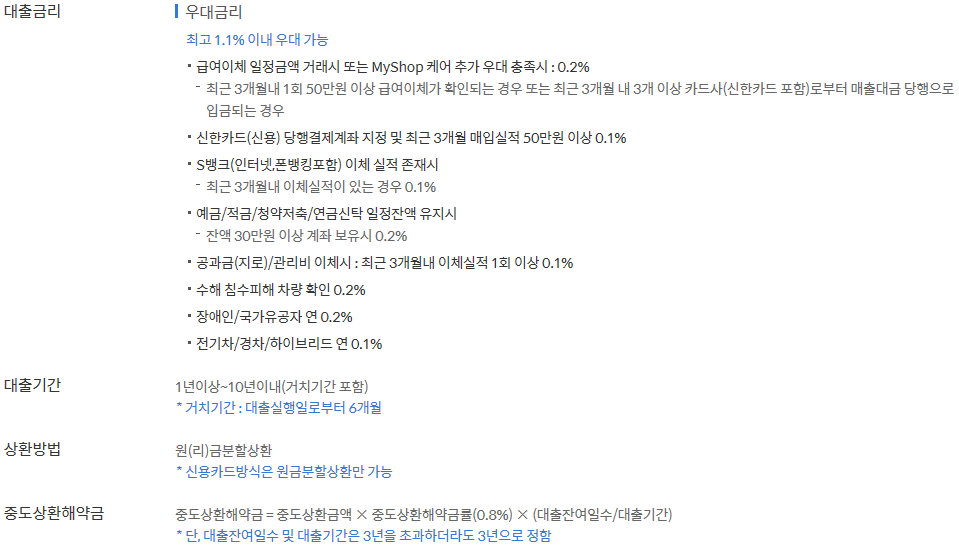 대출금리
우대금리
최고 1.1% 이내 우대 가능
· 급여이체 일정금액 거래시 또는 MyShop 케어 추가 우대 충족시 : 0.2%
- 최근 3개월내 1회 50만원 이상 급여이체가 확인되는 경우 또는 최근 3개월 내 3개 이상 카드사(신한카드 포함)로부터 매출대금 당행으로
입금되는 경우
· 신한카드(신용) 당행결제계좌 지정 및 최근 3개월 매입실적 50만원 이상 0.1%
· S뱅크(인터넷,폰뱅킹포함) 이체 실적 존재시
- 최근 3개월내 이체실적이 있는 경우 0.1%
· 예금/적금/청약저축/연금신탁 일정잔액 유지시
- 잔액 30만원 이상 계좌 보유시 0.2%
· 공과금(지로)/관리비 이체시 : 최근 3개월내 이체실적 1회 이상 0.1%
· 수해 침수피해 차량 확인 0.2%
· 장애인/국가유공자 연 0.2%
· 전기차/경차/하이브리드 연 0.1%
대출기간
1년이상~10년이내(거치기간 포함)
* 거치기간 : 대출실행일로부터 6개월
상환방법
원(리)금분할상환
* 신용카드방식은 원금분할상환만 가능
중도상환해약금
중도상환해약금 = 중도상환금액 × 중도상환해약금률(0.8%) × (대출잔여일수/대출기간)
* 단, 대출잔여일수 및 대출기간은 3년을 초과하더라도 3년으로 정함